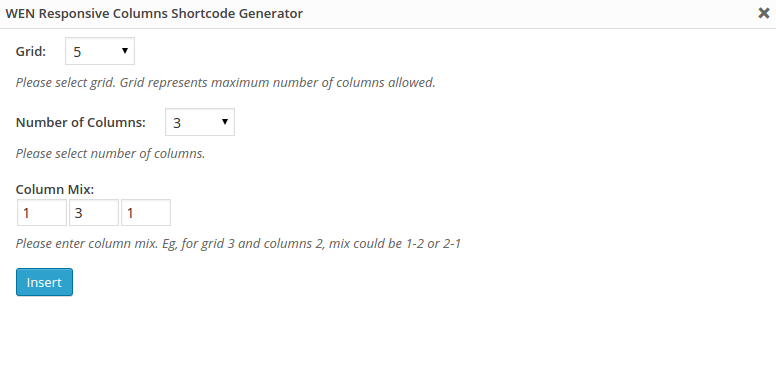 WEN Responsive Columns Shortcode Generator
Grid: 5
Please select grid. Grid represents maximum number of columns allowed.
Number of Columns: 3
Please select number of columns.
Column Mix:
1 3 1
Please enter column mix. Eg, for grid 3 and columns 2, mix could be 1-2 or 2-1
Insert